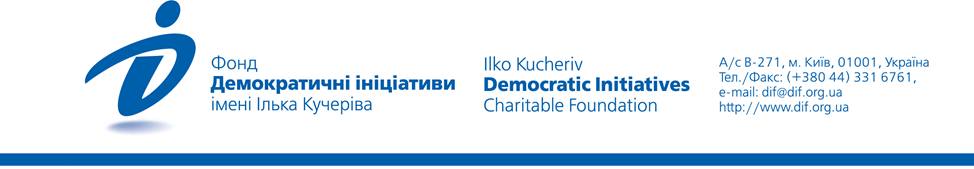 Фонд
Демократичні ініціативи
імені Ілька Кучеріва
Ilko Kucheriv
Democratic Initiatives
Charitable Foundation
А/с В-271, м. Київ, 01001, Україна
Тел./Факс: (+380 44) 331 6761,
e-mail: dif@dif.org.ua
http://www.dif.org.ua